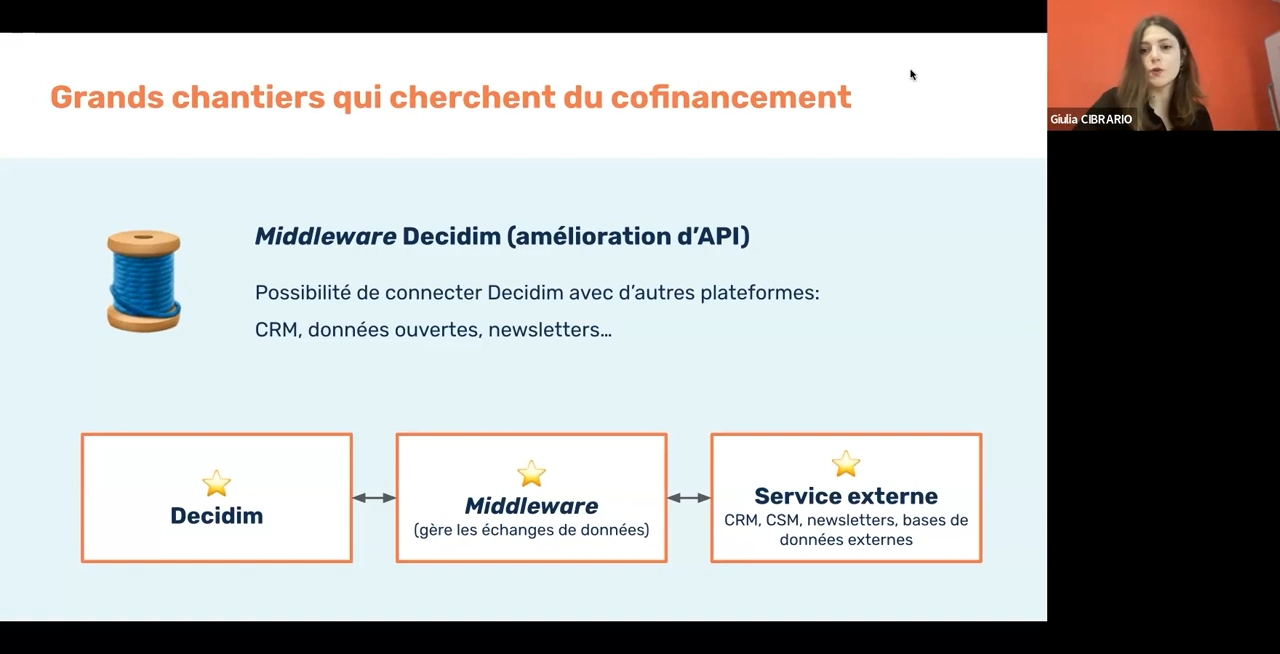 Grands chantiers qui cherchent du cofinancement
Giulia CIBRARIO
Middleware Decidim (amélioration d’API)
Possibilité de connecter Decidim avec d’autres plateformes:
CRM, données ouvertes, newsletters…
Decidim
Middleware
(gère les échanges de données)
Service externe
CRM, CSM, newsletters, bases de
données externes